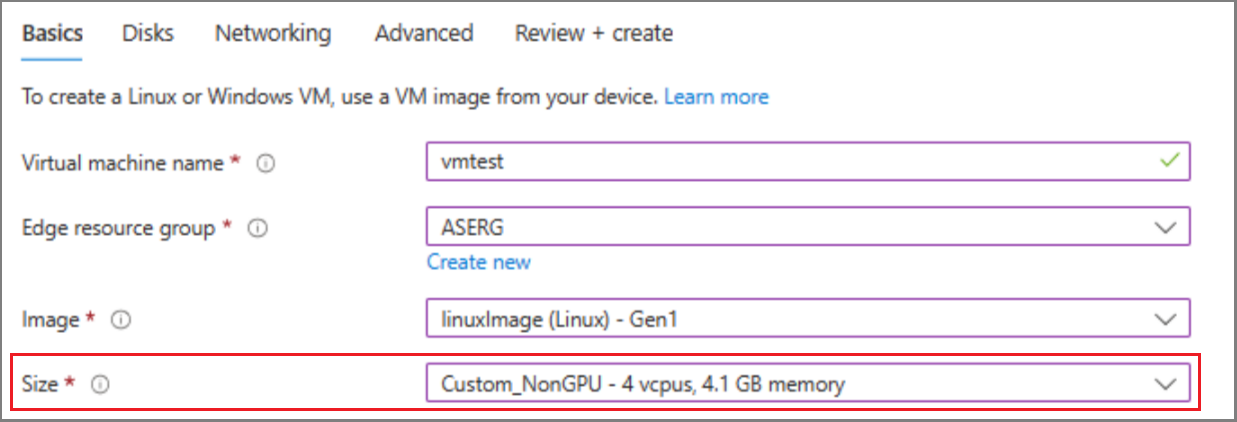 Basics Disks Networking Advanced Review + create
To create a Linux or Windows VM, use a VM image from your device. Learn more
Virtual machine name * vmtest
Edge resource group * ASERG
Create new
Image * linuxImage (Linux) - Gen1
Size * Custom_NonGPU - 4 vcpus, 4.1 GB memory